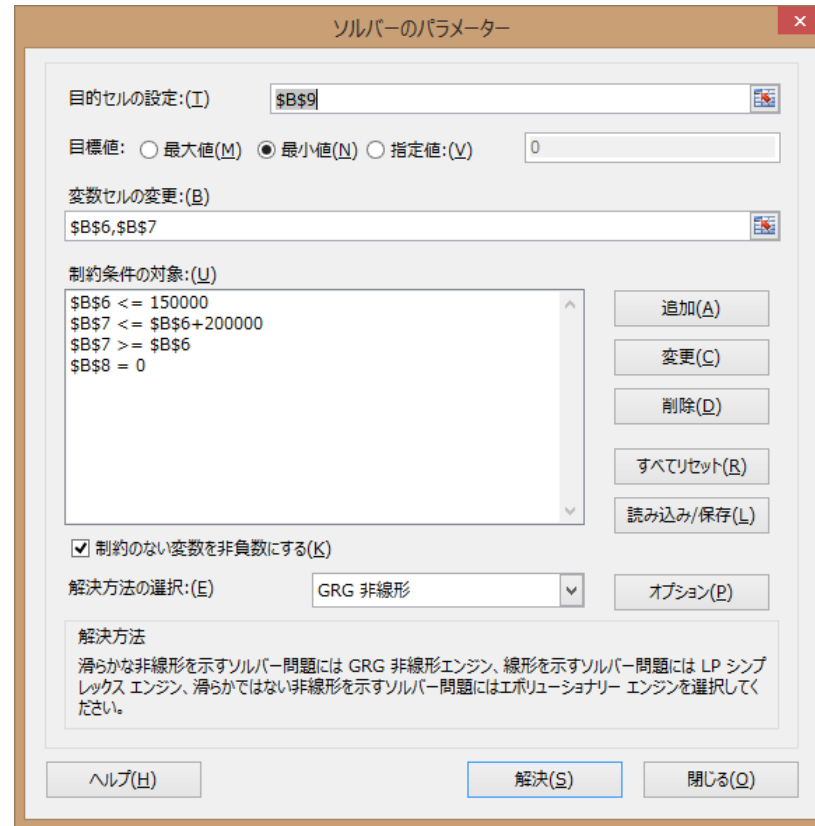 ソルバーのパラメーター
目的セルの設定:(T)
$B$9
目標値:
最大値(M)
最小値(N)
指定値:(V)
0
変数セルの変更:(B)
$B$6,$B$7
制約条件の対象:(U)
$B$6 <= 150000
$B$7 <= $B$6+200000
$B$7 >= $B$6
$B$8 = 0
追加(A)
変更(C)
削除(D)
すべてリセット(R)
読み込み/保存(L)
制約のない変数を非負数にする(K)
解決方法の選択:(E)
GRG 非線形
オプション(P)
解決方法
滑らかな非線形を示すソルバー問題には GRG 非線形エンジン、線形を示すソルバー問題には LP シンプ
レックス エンジン、滑らかではない非線形を示すソルバー問題にはエボリューショナリー エンジンを選択してく
ださい。
ヘルプ(H)
解決(S)
閉じる(O)